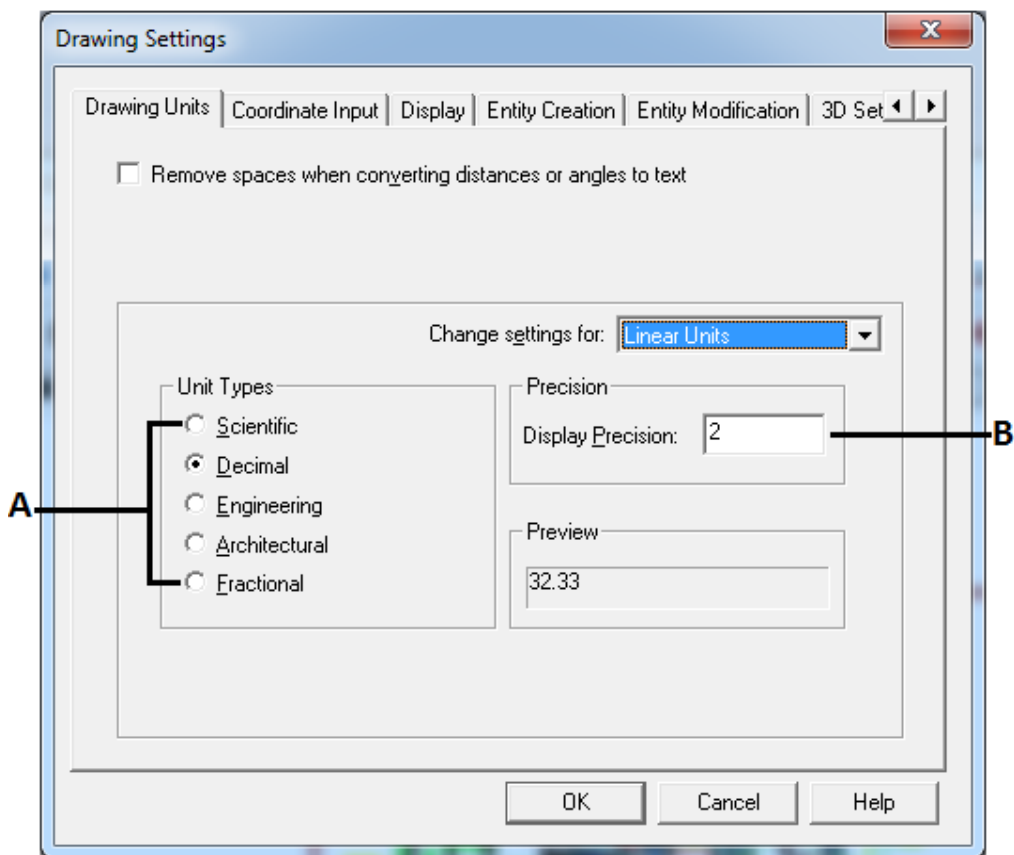 Drawing Settings
x
Drawing Units Coordinate Input Display Entity Creation Entity Modification 3D Set
Remove spaces when converting distances or angles to text
Change settings for: Linear Units
Unit Types
Scientific
Decimal
Engineering
Architectural
Fractional
Precision
Display Precision: 2
Preview
32.33
A
B
OK Cancel Help